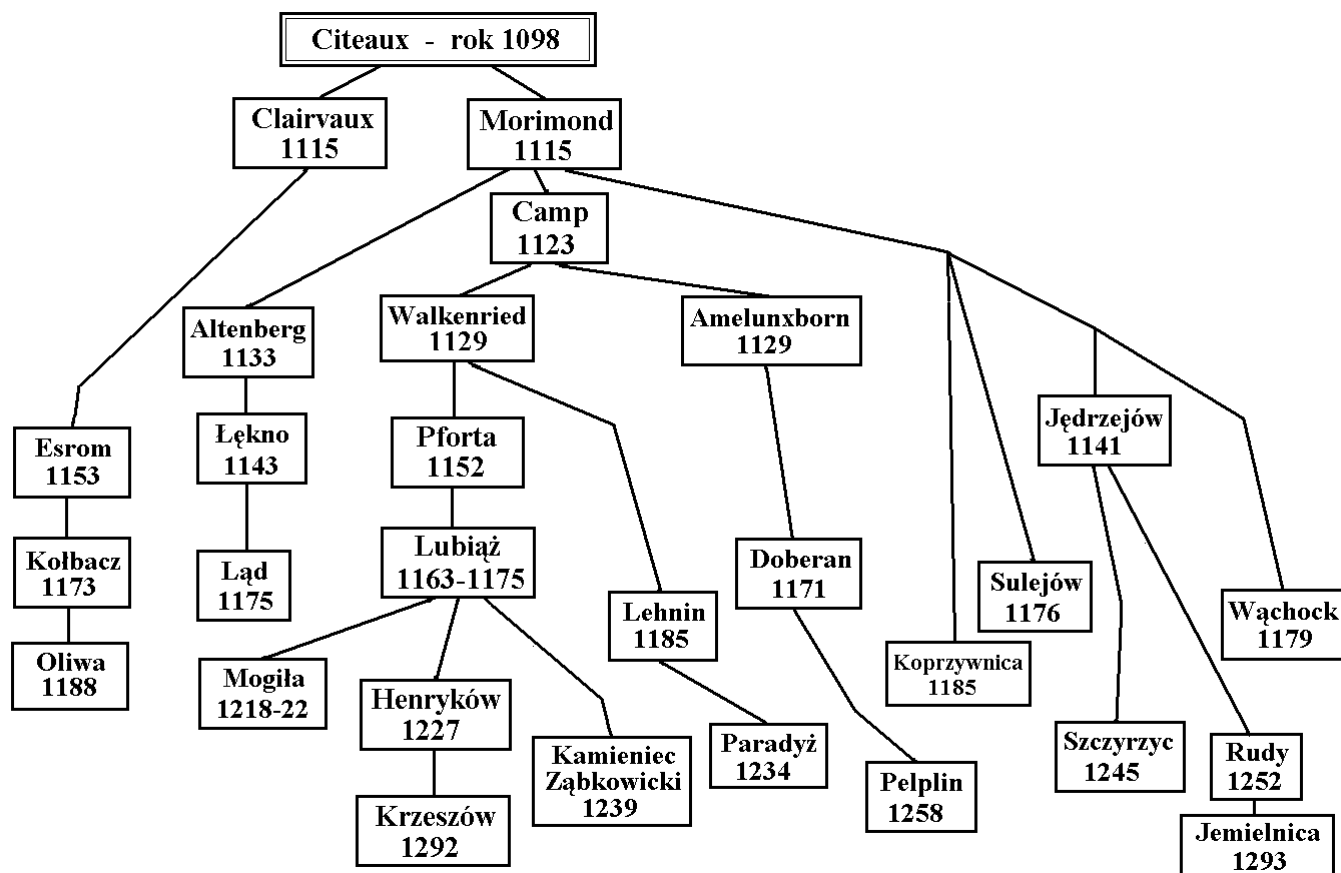 Citeaux - rok 1098
Clairvaux
1115
Morimond
1115
Camp
1123
Altenberg
1133
Walkenried
1129
Amelunxborn
1129
Esrom
1153
Łękno
1143
Pforta
1152
Jędrzejów
1141
Kołbacz
1173
Ląd
1175
Lubiąż
1163-1175
Doberan
1171
Sulejów
1176
Lehnin
1185
Koprzywnica
1185
Wąchock
1179
Oliwa
1188
Mogiła
1218-22
Henryków
1227
Kamieniec
Ząbkowicki
1239
Paradyż
1234
Pelplin
1258
Szczyrzyc
1245
Rudy
1252
Krzeszów
1292
Jemielnica
1293